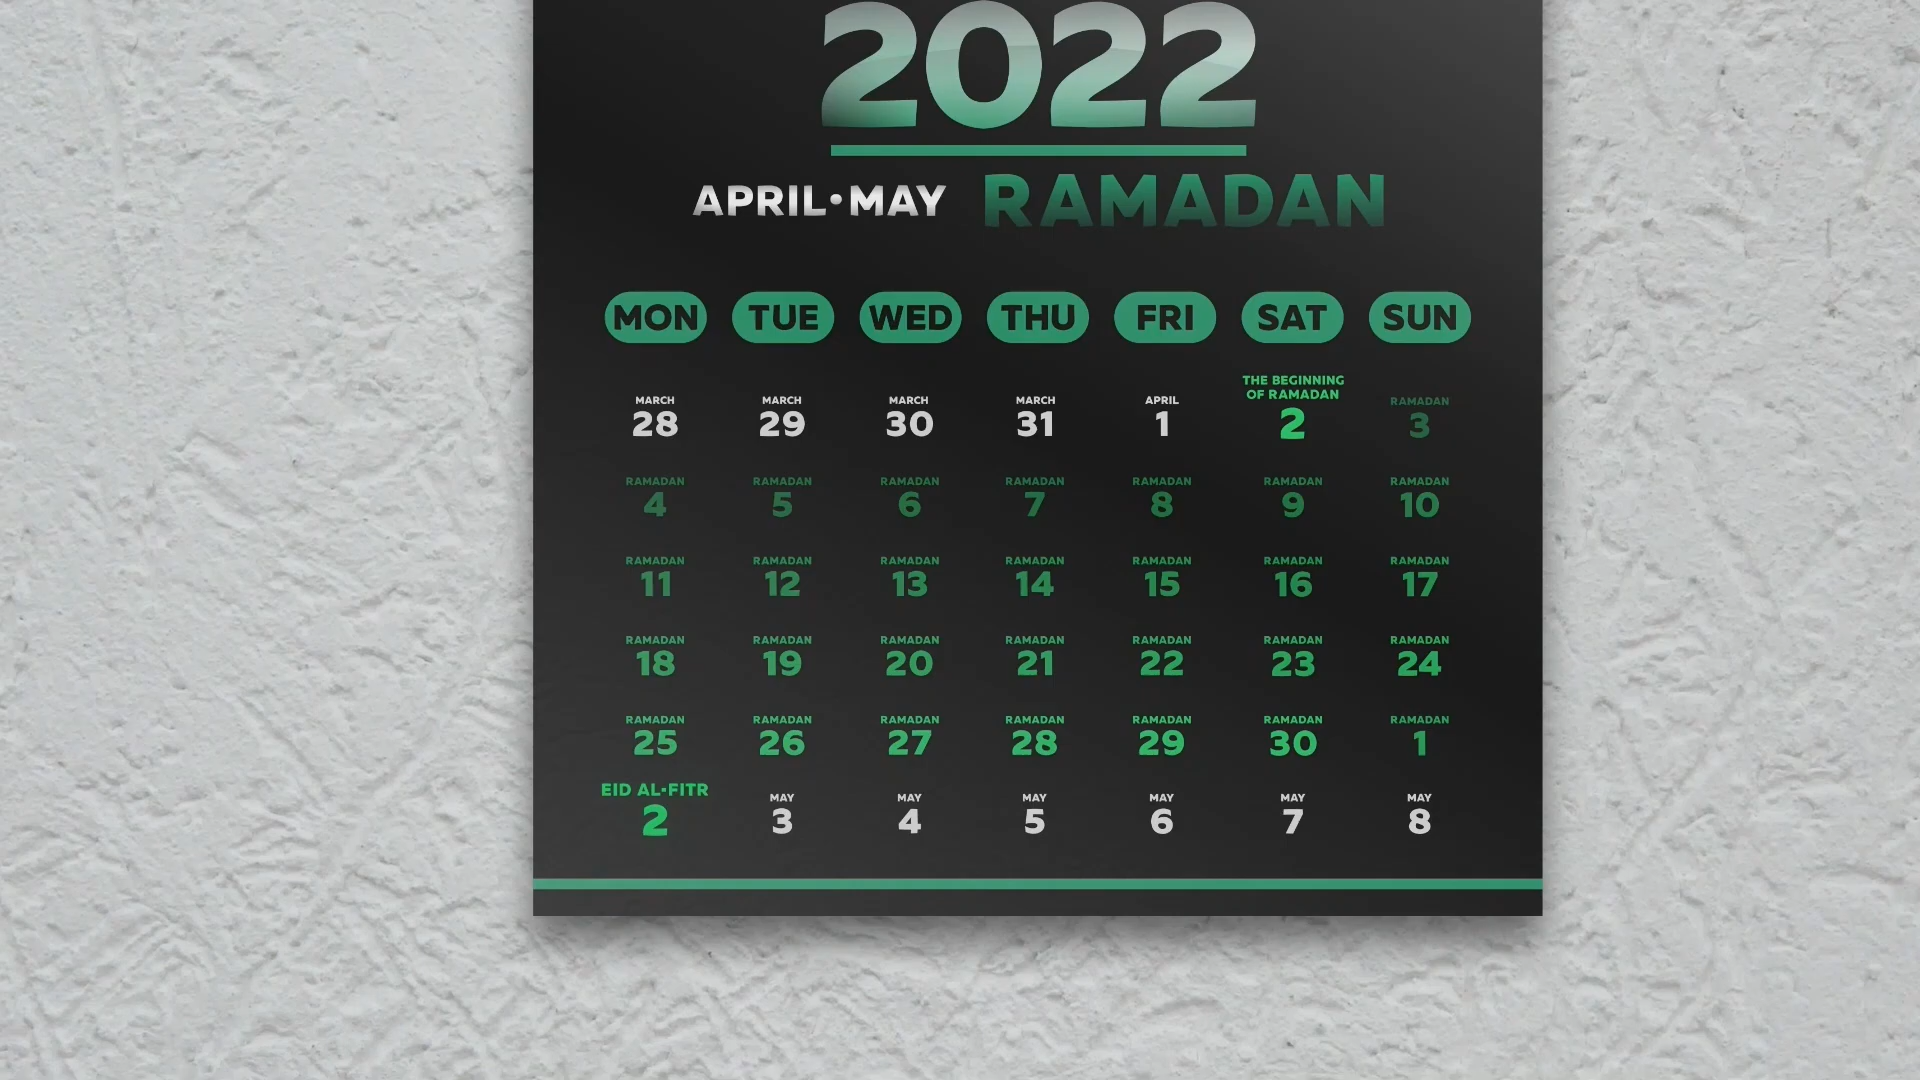 2022
APRIL•MAY RAMADAN
MON TUE WED THU FRI SAT SUN
MARCH MARCH MARCH MARCH APRIL THE BEGINNING OF RAMADAN RAMADAN
28 29 30 31 1 2 3
RAMADAN RAMADAN RAMADAN RAMADAN RAMADAN RAMADAN RAMADAN
4 5 6 7 8 9 10
RAMADAN RAMADAN RAMADAN RAMADAN RAMADAN RAMADAN RAMADAN
11 12 13 14 15 16 17
RAMADAN RAMADAN RAMADAN RAMADAN RAMADAN RAMADAN RAMADAN
18 19 20 21 22 23 24
RAMADAN RAMADAN RAMADAN RAMADAN RAMADAN RAMADAN RAMADAN
25 26 27 28 29 30 1
EID AL-FITR MAY MAY MAY MAY MAY MAY
2 3 4 5 6 7 8